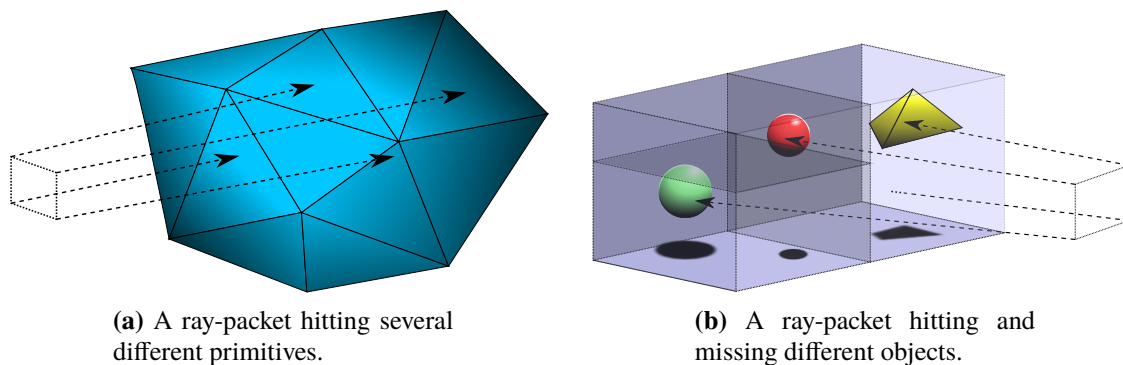 (a) A ray-packet hitting several
different primitives.
(b) A ray-packet hitting and
missing different objects.